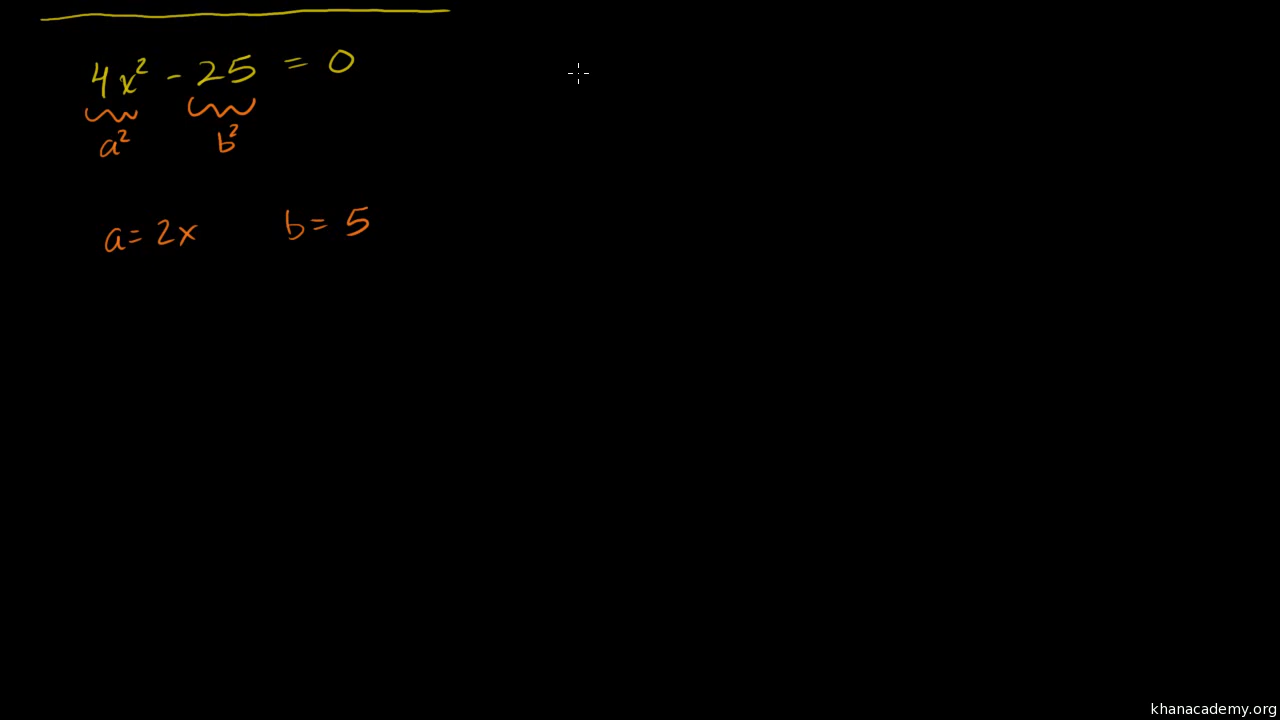 4x² - 25 = 0
a² b²
a = 2x b = 5
khanacademy.org